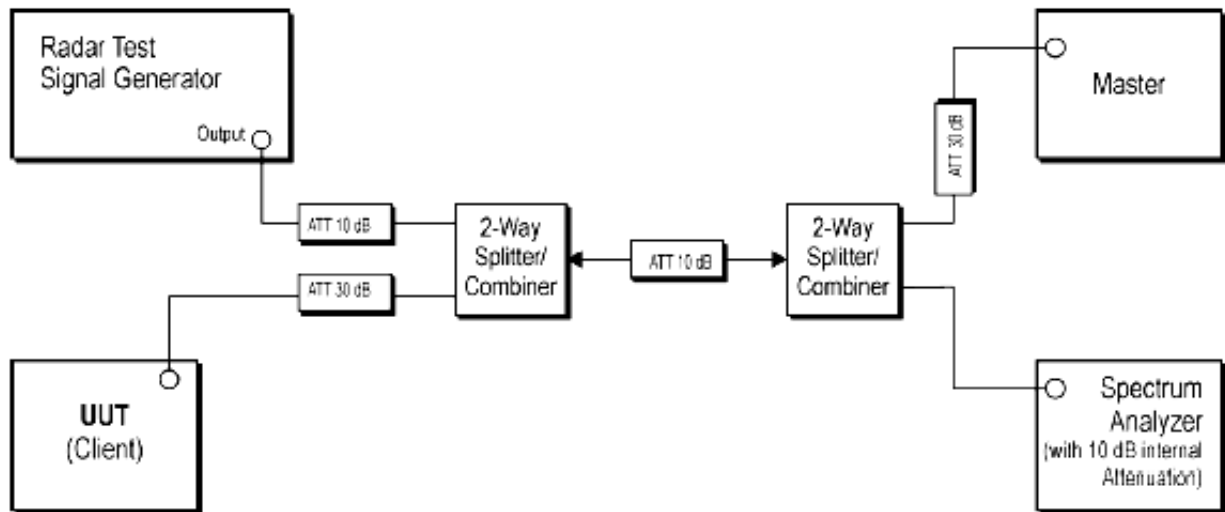 Radar Test
Signal Generator
Output
ATT 10 dB
ATT 30 dB
UUT
(Client)
2-Way
Splitter/
Combiner
ATT 10 dB
2-Way
Splitter/
Combiner
ATT 30 dB
Master
Spectrum
Analyzer
(with 10 dB internal
Attenuation)